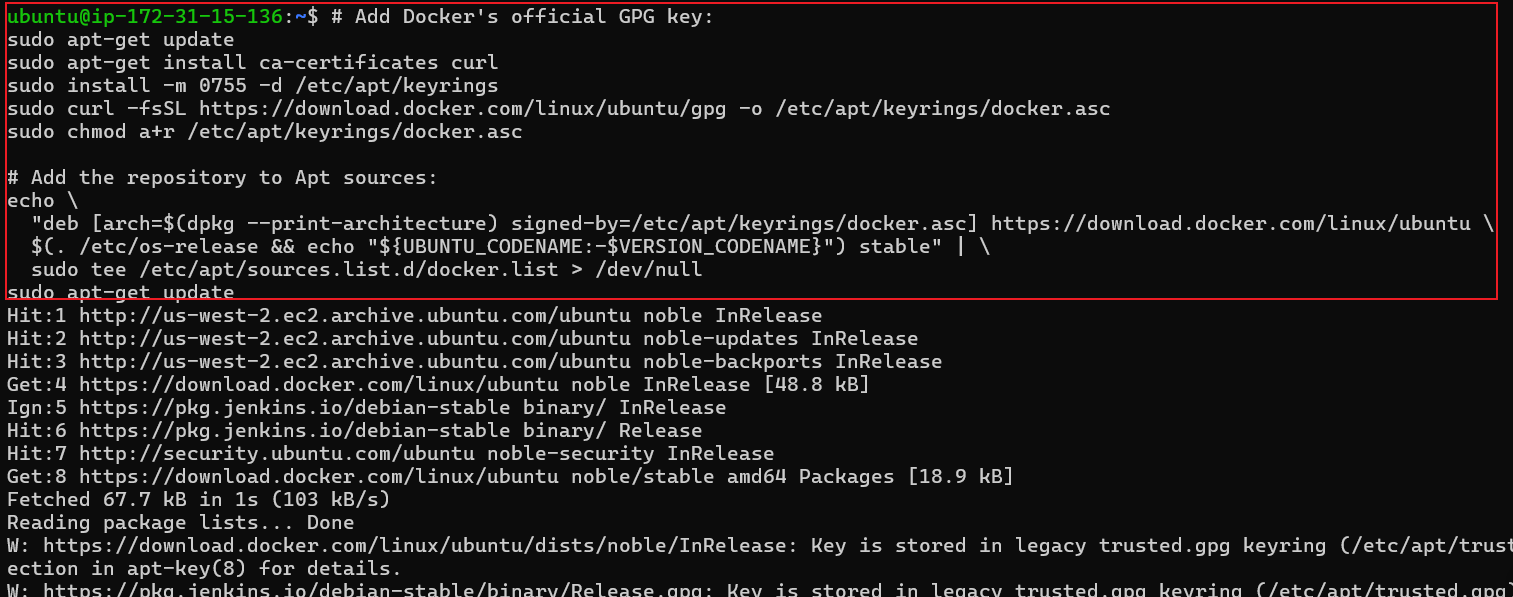 ubuntu@ip-172-31-15-136:~$ # Add Docker's official GPG key:
sudo apt-get update
sudo apt-get install ca-certificates curl
sudo install -m 0755 -d /etc/apt/keyrings
sudo curl -fsSL https://download.docker.com/linux/ubuntu/gpg -o /etc/apt/keyrings/docker.asc
sudo chmod a+r /etc/apt/keyrings/docker.asc

# Add the repository to Apt sources:
echo \
  "deb [arch=$(dpkg --print-architecture) signed-by=/etc/apt/keyrings/docker.asc] https://download.docker.com/linux/ubuntu \
  $(. /etc/os-release && echo "${UBUNTU_CODENAME:-$VERSION_CODENAME}") stable" | \
  sudo tee /etc/apt/sources.list.d/docker.list > /dev/null
sudo apt-get update
Hit:1 http://us-west-2.ec2.archive.ubuntu.com/ubuntu noble InRelease
Hit:2 http://us-west-2.ec2.archive.ubuntu.com/ubuntu noble-updates InRelease
Hit:3 http://us-west-2.ec2.archive.ubuntu.com/ubuntu noble-backports InRelease
Get:4 https://download.docker.com/linux/ubuntu noble InRelease [48.8 kB]
Ign:5 https://pkg.jenkins.io/debian-stable binary/ InRelease
Hit:6 https://pkg.jenkins.io/debian-stable binary/ Release
Hit:7 http://security.ubuntu.com/ubuntu noble-security InRelease
Get:8 https://download.docker.com/linux/ubuntu noble/stable amd64 Packages [18.9 kB]
Fetched 67.7 kB in 1s (103 kB/s)
Reading package lists... Done
W: https://download.docker.com/linux/ubuntu/dists/noble/InRelease: Key is stored in legacy trusted.gpg keyring (/etc/apt/trust
ection in apt-key(8) for details.
W: https://pkg.jenkins.io/debian-stable/binary/Release.gpg: Key is stored in legacy trusted.gpg keyring (/etc/apt/trusted.gpg)